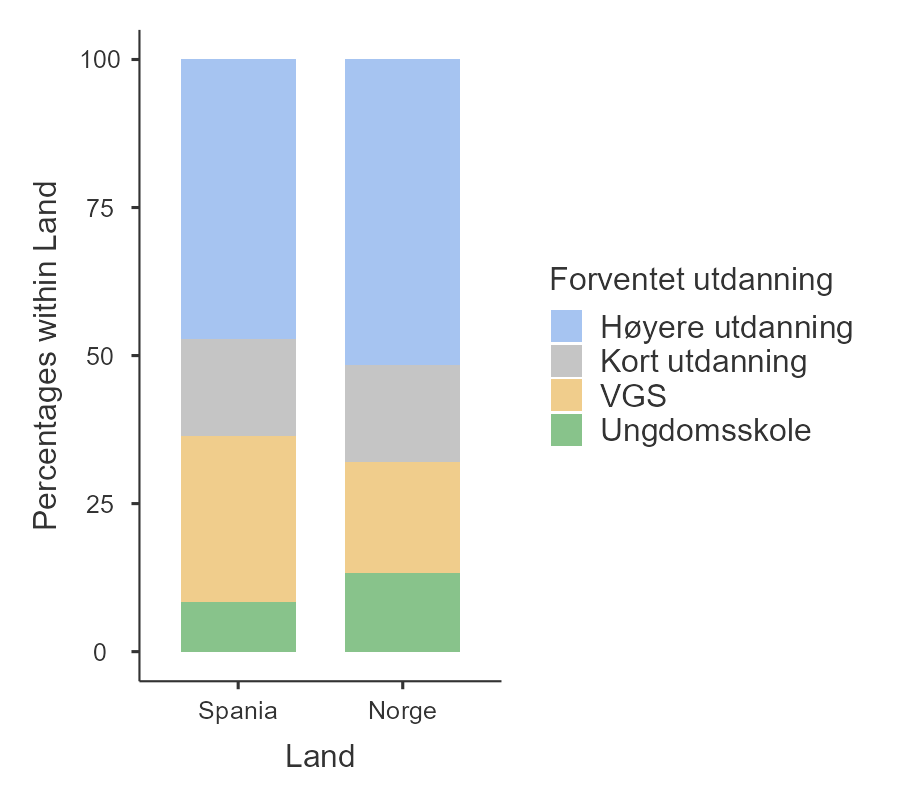 Percentages within Land
100
75
50
25
0
Spania
Norge
Land
Forventet utdanning
Høyere utdanning
Kort utdanning
VGS
Ungdomsskole